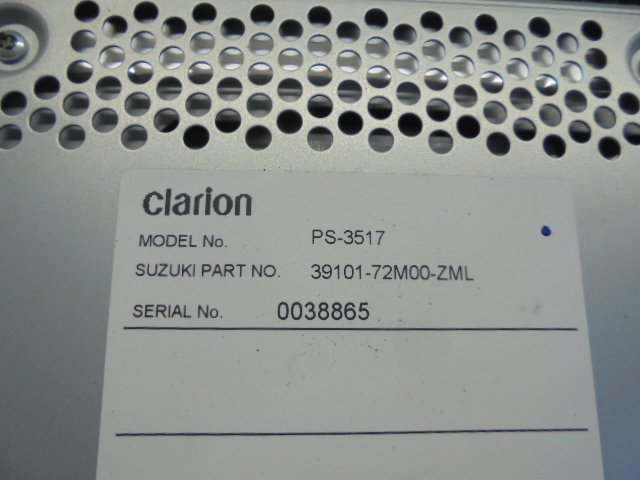 clarion
MODEL No. PS-3517
SUZUKI PART NO. 39101-72M00-ZML
SERIAL No. 0038865